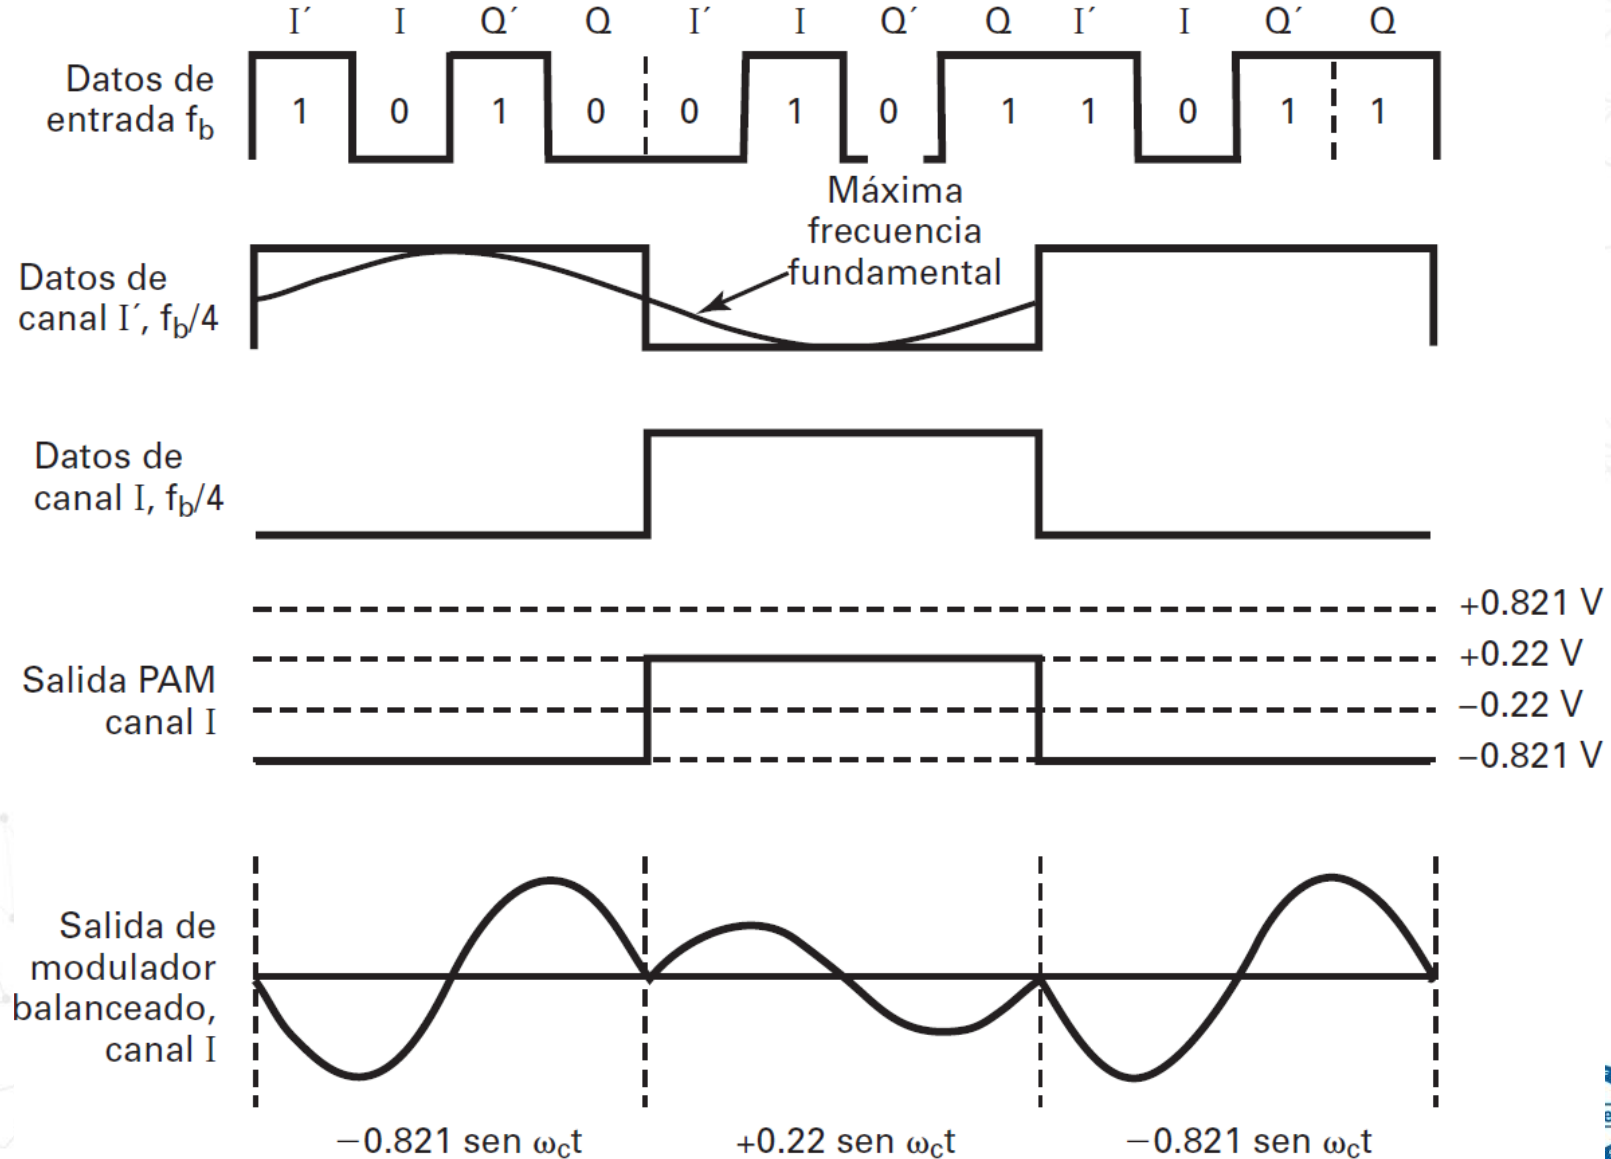 I´ I Q´ Q I´ I Q´ Q I´ I Q´ Q
Datos de
entrada fb
1 0 1 0 0 1 0 1 1 0 1 1
Máxima
frecuencia
fundamental
Datos de
canal I´, fb/4
Datos de
canal I, fb/4
+0.821 V
+0.22 V
−0.22 V
−0.821 V
Salida PAM
canal I
Salida de
modulador
balanceado,
canal I
−0.821 sen ωct
+0.22 sen ωct
−0.821 sen ωct